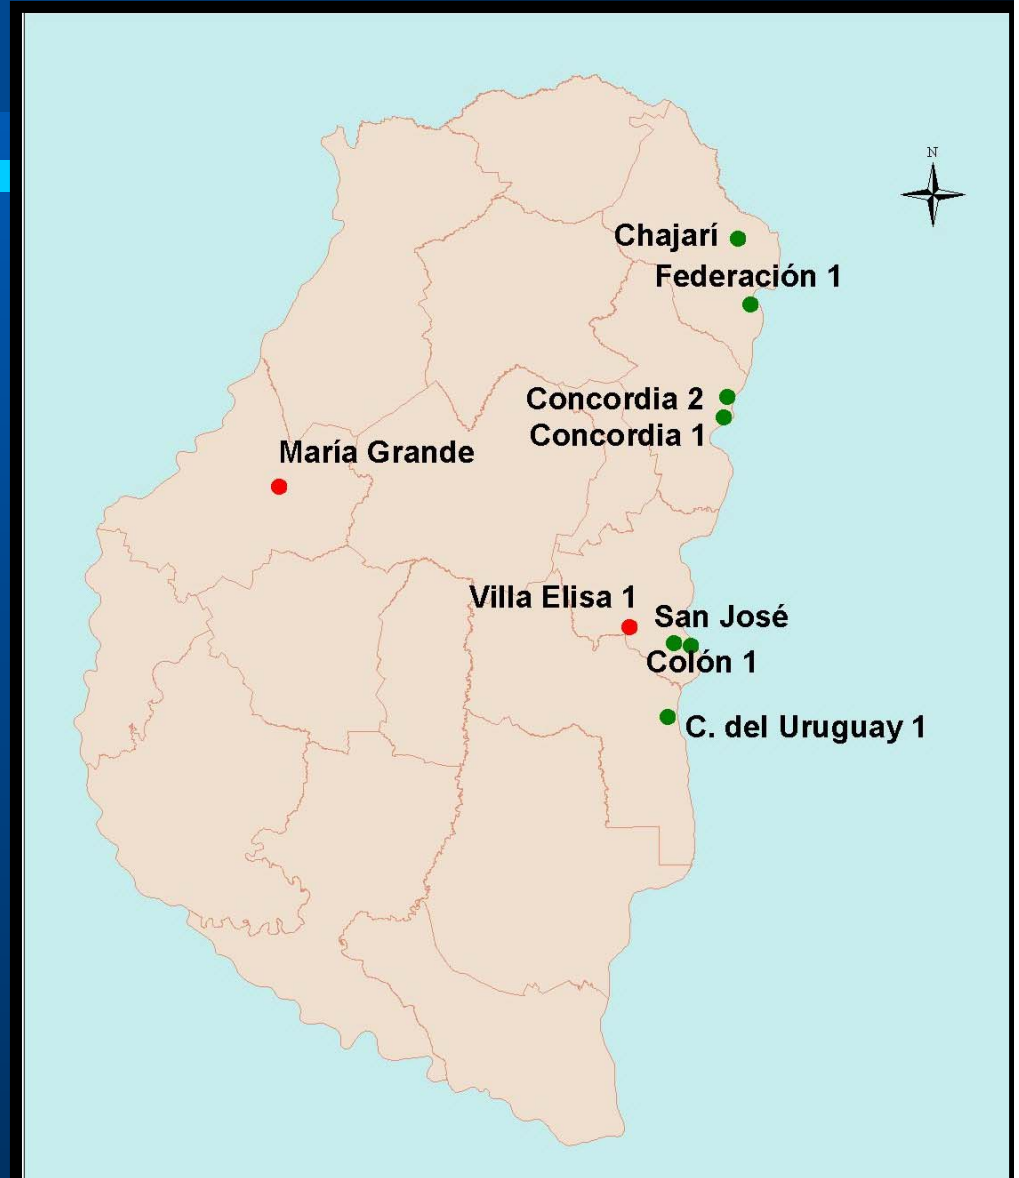 N
Chajarí
Federación 1
Concordia 2
Concordia 1
María Grande
Villa Elisa 1
San José
Colón 1
C. del Uruguay 1